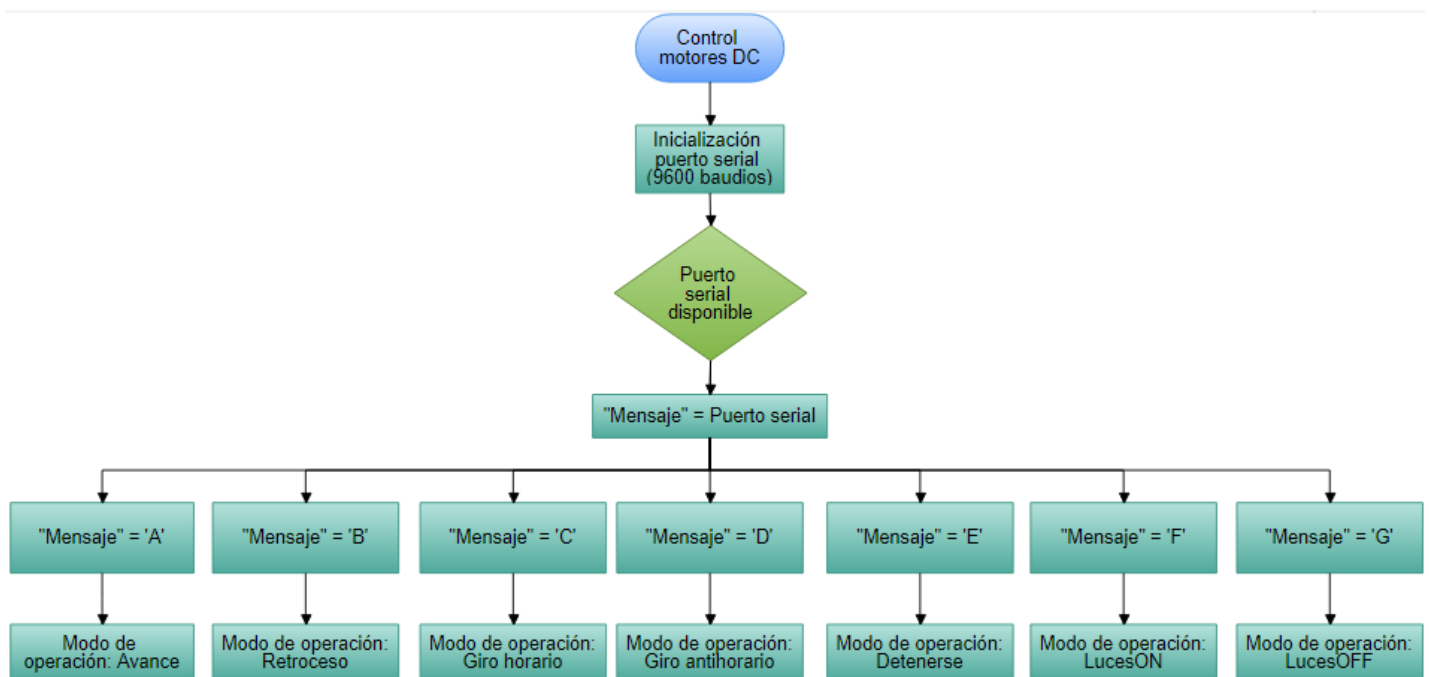 Control
motores DC
Inicialización
puerto serial
(9600 baudios)
Puerto
serial
disponible
"Mensaje" = Puerto serial
"Mensaje" = 'A'
"Mensaje" = 'B'
"Mensaje" = 'C'
"Mensaje" = 'D'
"Mensaje" = 'E'
"Mensaje" = 'F'
"Mensaje" = 'G'
Modo de
operación: Avance
Modo de operación:
Retroceso
Modo de operación:
Giro horario
Modo de operación:
Giro antihorario
Modo de operación:
Detenerse
Modo de operación:
LucesON
Modo de operación:
LucesOFF